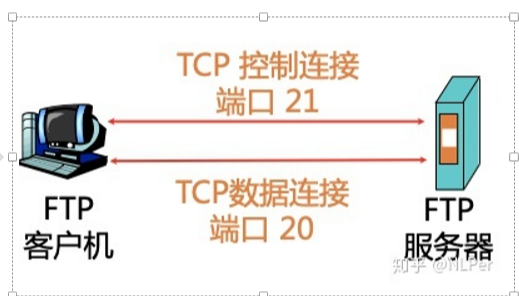 TCP 控制连接
端口 21
TCP数据连接
端口 20
FTP
客户机
FTP
服务器
知乎 @NLPer